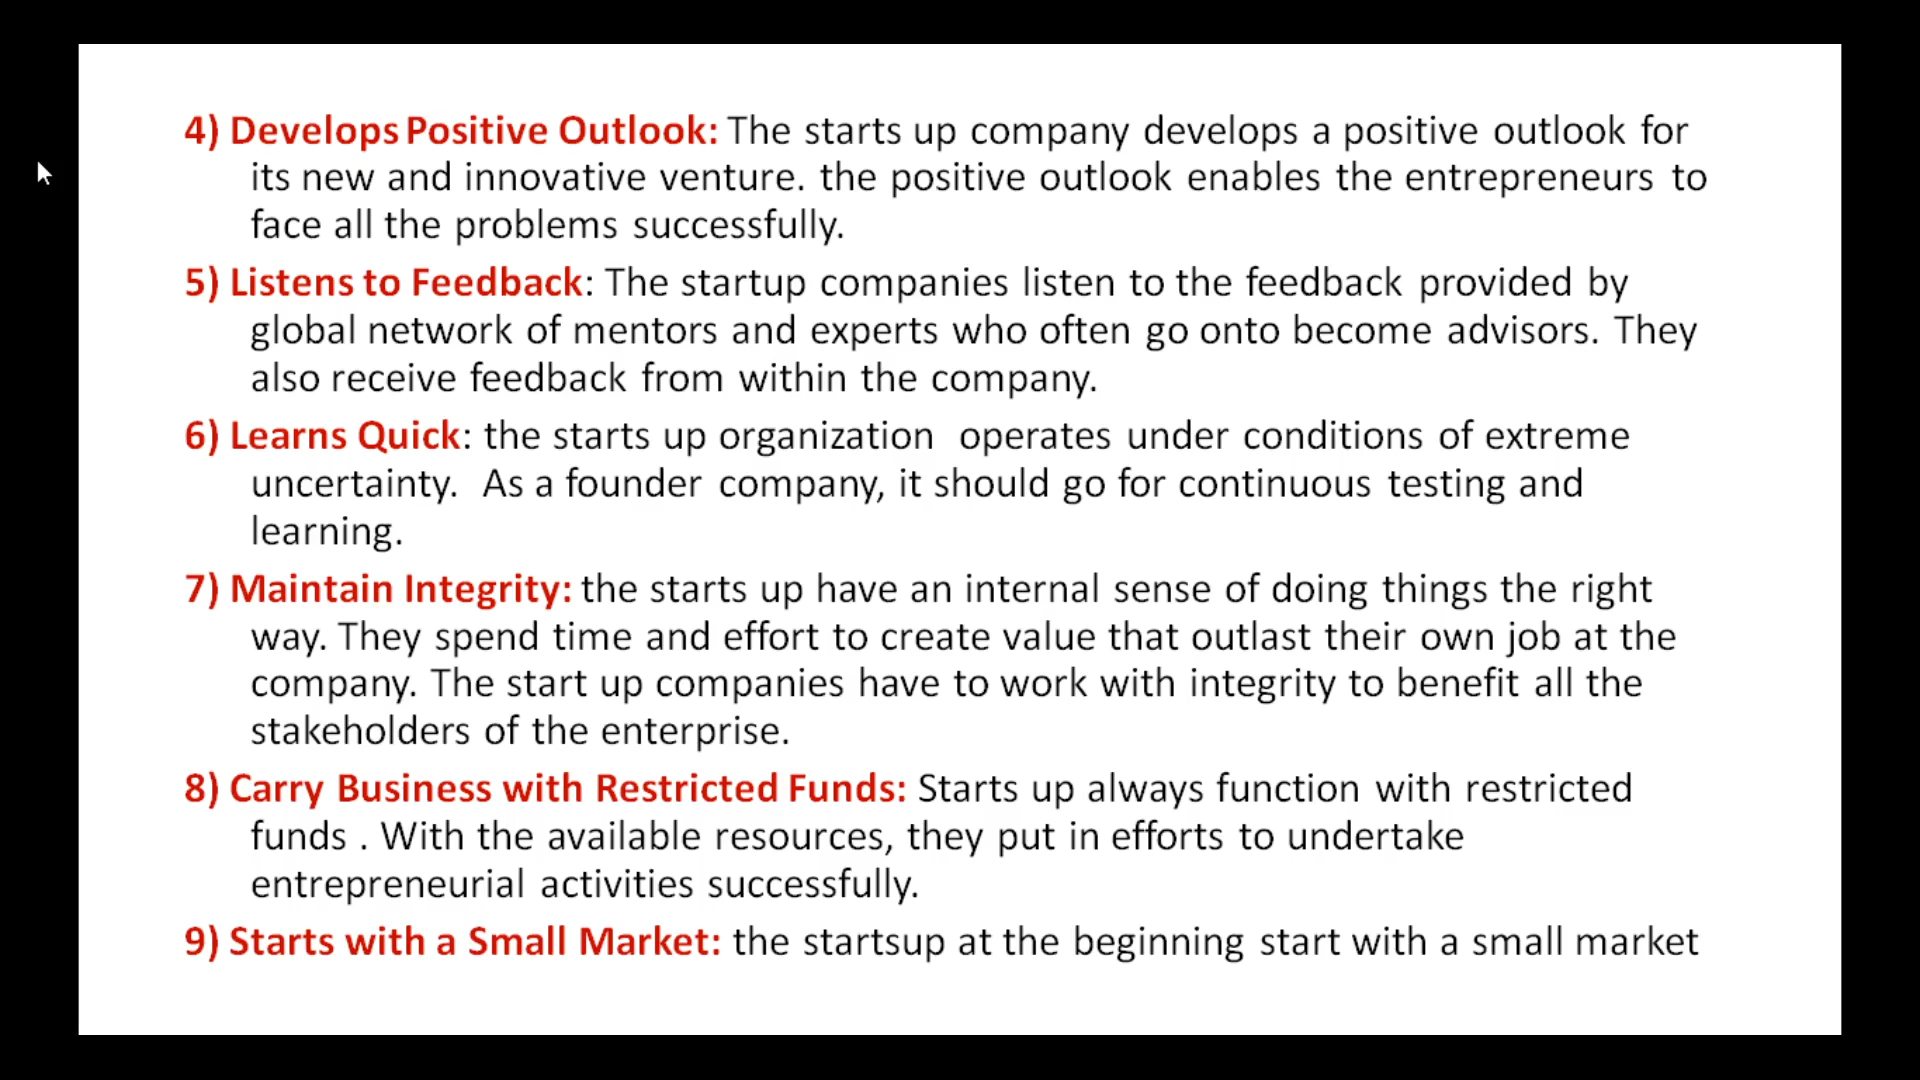 4) Develops Positive Outlook: The starts up company develops a positive outlook for
its new and innovative venture. the positive outlook enables the entrepreneurs to
face all the problems successfully.
5) Listens to Feedback: The startup companies listen to the feedback provided by
global network of mentors and experts who often go onto become advisors. They
also receive feedback from within the company.
6) Learns Quick: the starts up organization operates under conditions of extreme
uncertainty. As a founder company, it should go for continuous testing and
learning.
7) Maintain Integrity: the starts up have an internal sense of doing things the right
way. They spend time and effort to create value that outlast their own job at the
company. The start up companies have to work with integrity to benefit all the
stakeholders of the enterprise.
8) Carry Business with Restricted Funds: Starts up always function with restricted
funds . With the available resources, they put in efforts to undertake
entrepreneurial activities successfully.
9) Starts with a Small Market: the startsup at the beginning start with a small market